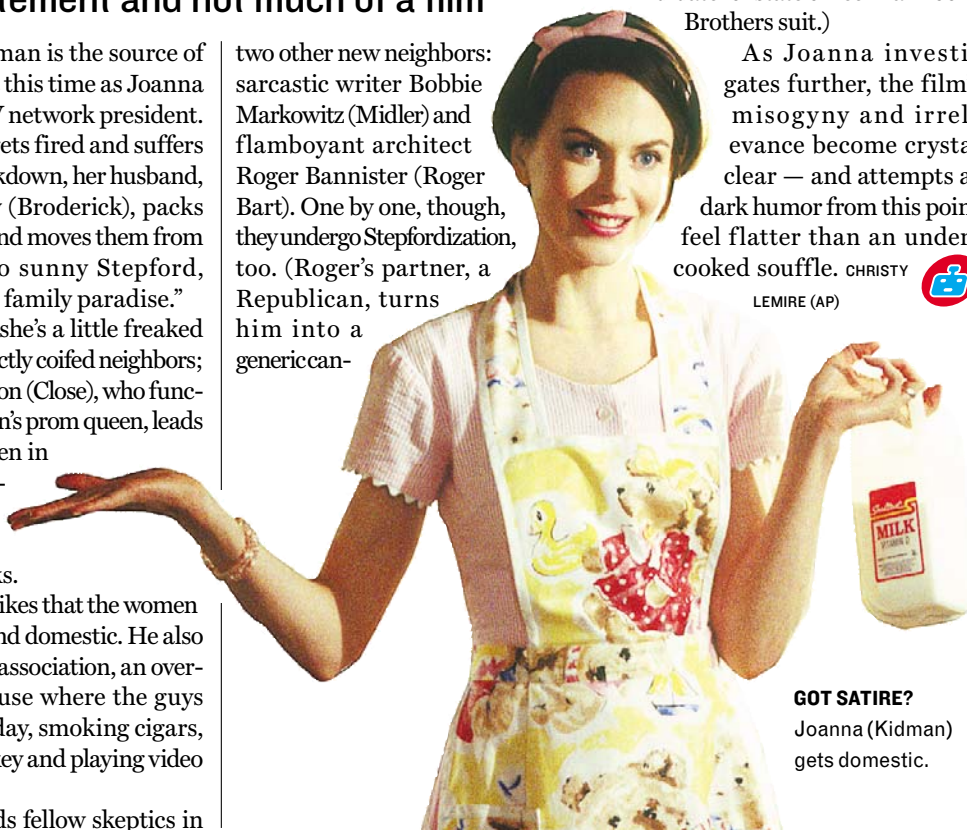 tement and not much of a film
man is the source of
this time as Joanna
V network president.
ets fired and suffers
kdown, her husband,
(Broderick), packs
nd moves them from
o sunny Stepford,
family paradise.”
she’s a little freaked
ctly coifed neighbors;
on (Close), who func-
n’s prom queen, leads
en in
-
ks.
ikes that the women
nd domestic. He also
association, an over-
use where the guys
day, smoking cigars,
key and playing video
ds fellow skeptics in
two other new neighbors:
sarcastic writer Bobbie
Markowitz (Midler) and
flamboyant architect
Roger Bannister (Roger
Bart). One by one, though,
they undergo Stepfordization,
too. (Roger’s partner, a
Republican, turns
him into a
generic can-
Brothers suit.)
As Joanna investi
gates further, the film
misogyny and irrel
evance become crysta
clear — and attempts a
dark humor from this poin
feel flatter than an under
cooked souffle. CHRISTY
LEMIRE (AP)
MILK
VITAMIN D
GOT SATIRE?
Joanna (Kidman)
gets domestic.